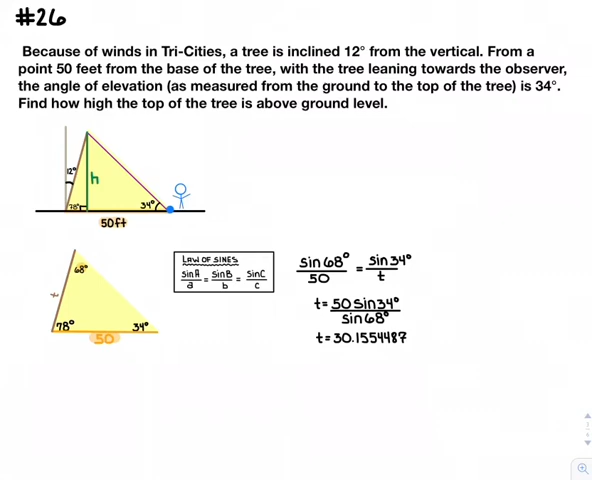 #26
Because of winds in Tri-Cities, a tree is inclined 12° from the vertical. From a
point 50 feet from the base of the tree, with the tree leaning towards the observer,
the angle of elevation (as measured from the ground to the top of the tree) is 34°.
Find how high the top of the tree is above ground level.
12°
h
78°
34°
50ft
68°
t
78°
34°
50
LAW OF SINES
sinA/a = sinB/b = sinC/c
sin68°/50 = sin34°/t
t = 50sin34°/sin68°
t = 30.1554487